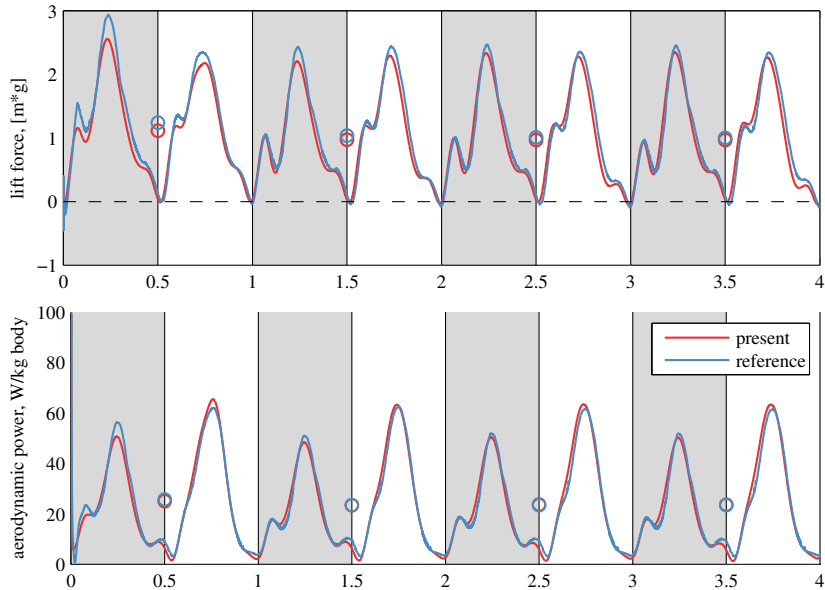 3
2
1
0
−1
lift force, [m*g]
0 0.5 1 1.5 2 2.5 3 3.5 4
100
80
60
40
20
0
aerodynamic power, W/kg body
present
reference
0 0.5 1 1.5 2 2.5 3 3.5 4